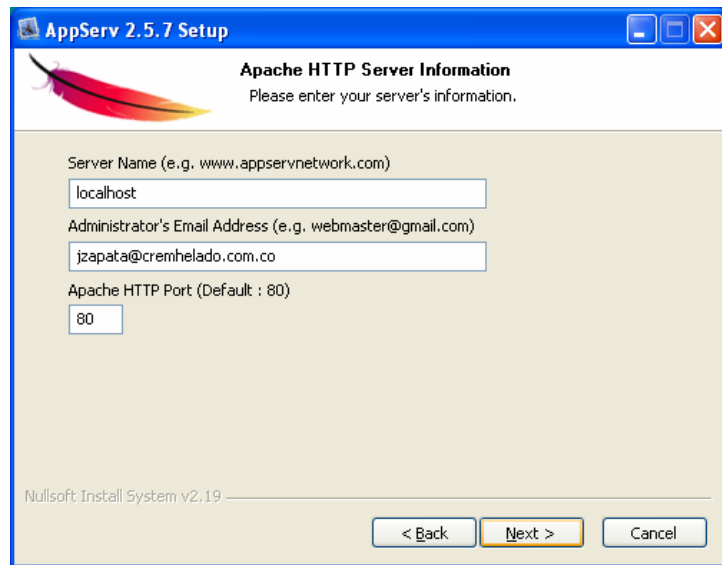 AppServ 2.5.7 Setup
Apache HTTP Server Information
Please enter your server's information.
Server Name (e.g. www.appservnetwork.com)
localhost
Administrator's Email Address (e.g. webmaster@gmail.com)
jzapata@cremhelado.com.co
Apache HTTP Port (Default : 80)
80
Nullsoft Install System v2.19
< Back Next > Cancel